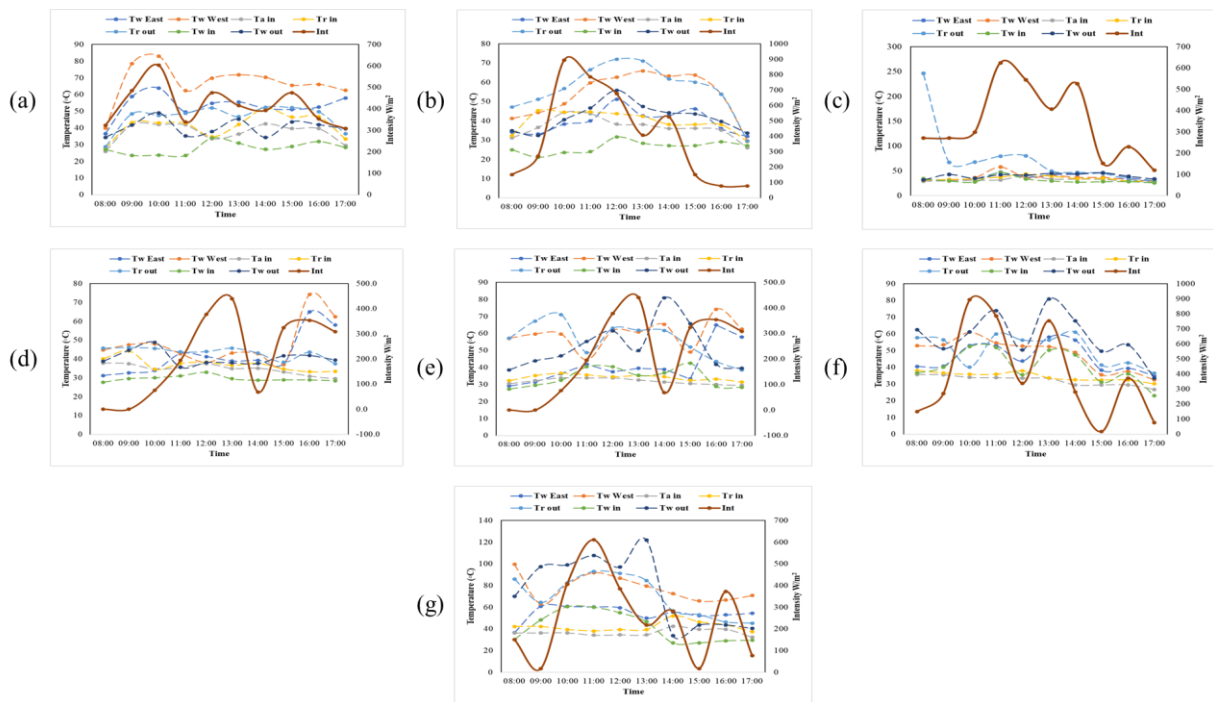 (a)
Tw East Tw West Ta in Tr in
Tr out Tw in Tw out Int
90 80 70 60 50 40 30 20 10 0
Temperature (◦C)
700 600 500 400 300 200 100 0
Intensity W/m²
08:00 09:00 10:00 11:00 12:00 13:00 14:00 15:00 16:00 17:00
Time
(b)
Tw East Tw West Ta in Tr in
Tr out Tw in Tw out Int
80 70 60 50 40 30 20 10 0
Temperature (◦C)
1000 900 800 700 600 500 400 300 200 100 0
Intensity W/m²
08:00 09:00 10:00 11:00 12:00 13:00 14:00 15:00 16:00 17:00
Time
(c)
Tw East Tw West Ta in Tr in
Tr out Tw in Tw out Int
300 250 200 150 100 50 0
Temperature (◦C)
700 600 500 400 300 200 100 0
Intensity W/m²
08:00 09:00 10:00 11:00 12:00 13:00 14:00 15:00 16:00 17:00
Time
(d)
Tw East Tw West Ta in Tr in
Tr out Tw in Tw out Int
80 70 60 50 40 30 20 10 0
Temperature (◦C)
500.0 400.0 300.0 200.0 100.0 0.0 -100.0
Intensity W/m²
08:00 09:00 10:00 11:00 12:00 13:00 14:00 15:00 16:00 17:00
Time
(e)
Tw East Tw West Ta in Tr in
Tr out Tw in Tw out Int
90 80 70 60 50 40 30 20 10 0
Temperature (◦C)
500.0 400.0 300.0 200.0 100.0 0.0 -100.0
Intensity W/m²
08:00 09:00 10:00 11:00 12:00 13:00 14:00 15:00 16:00 17:00
Time
(f)
Tw East Tw West Ta in Tr in
Tr out Tw in Tw out Int
90 80 70 60 50 40 30 20 10 0
Temperature (◦C)
1000 900 800 700 600 500 400 300 200 100 0
Intensity W/m²
08:00 09:00 10:00 11:00 12:00 13:00 14:00 15:00 16:00 17:00
Time
(g)
Tw East Tw West Ta in Tr in
Tr out Tw in Tw out Int
140 120 100 80 60 40 20 0
Temperature (◦C)
700 600 500 400 300 200 100 0
Intensity W/m²
08:00 09:00 10:00 11:00 12:00 13:00 14:00 15:00 16:00 17:00
Time